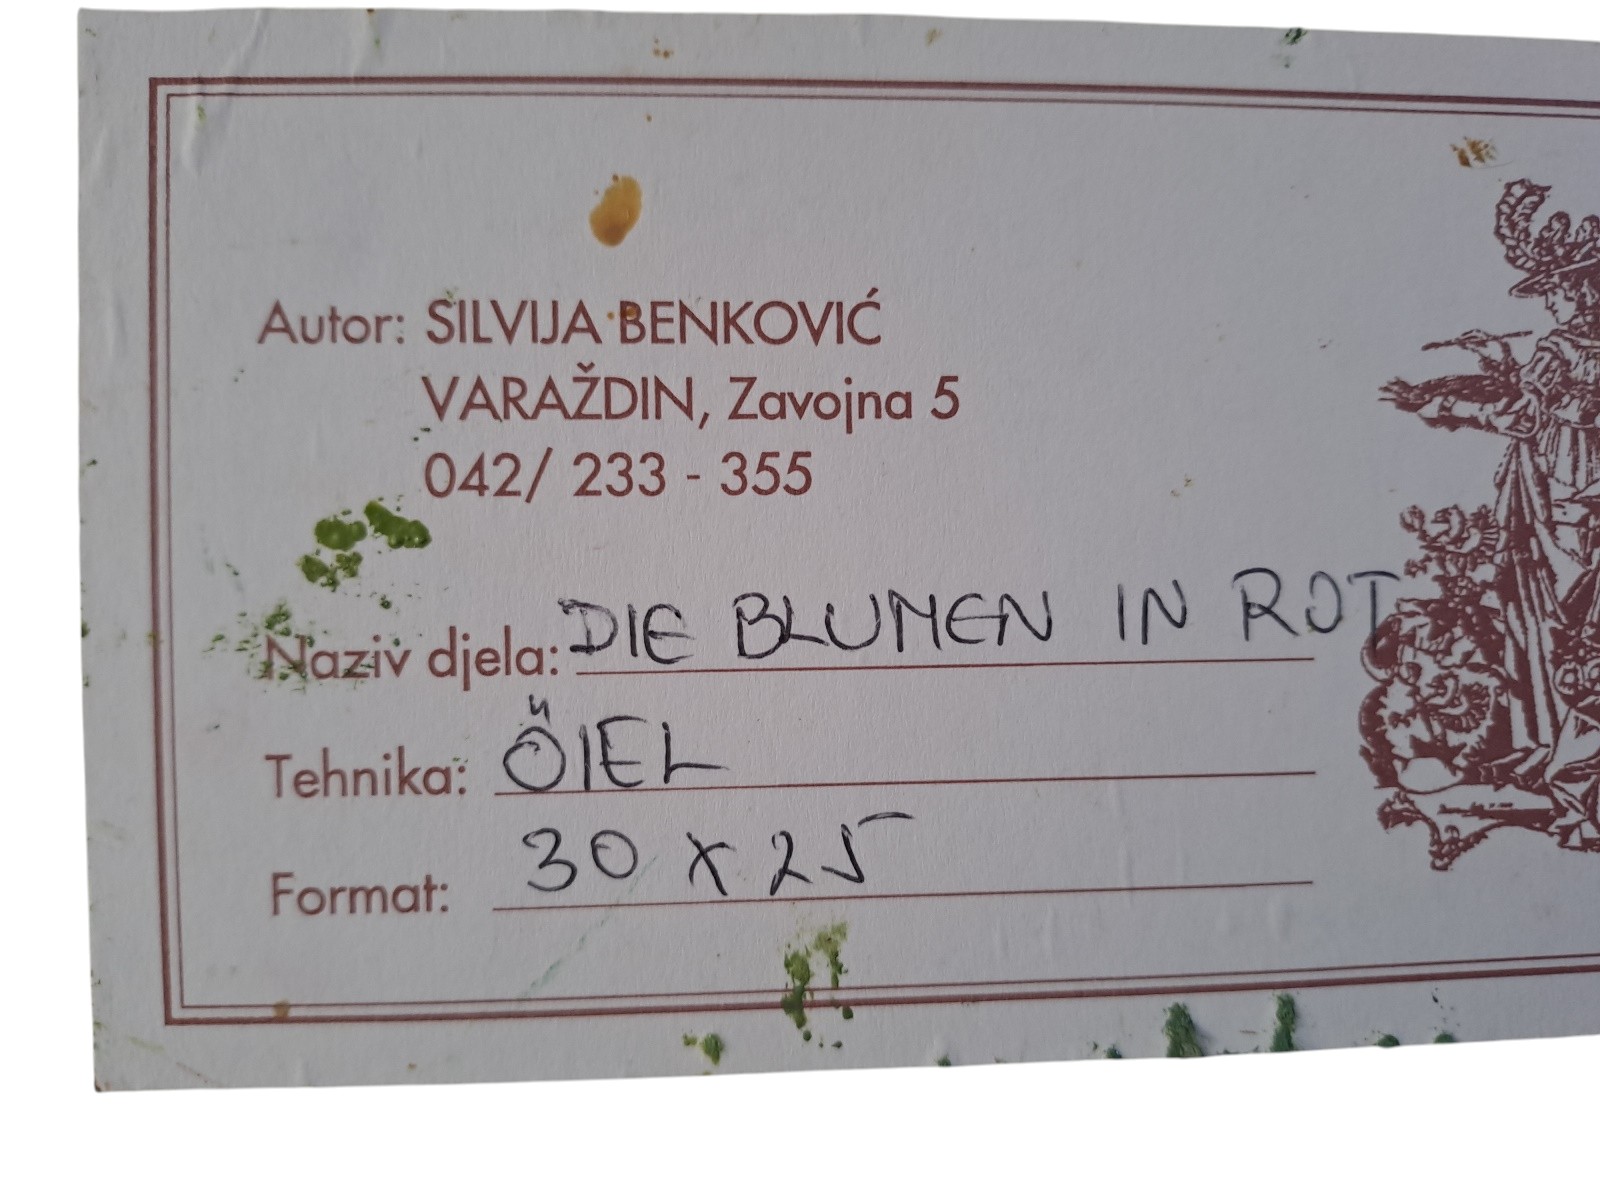 Autor: SILVIJA BENKOVIĆ
VARAŽDIN, Zavojna 5
042/ 233 - 355
Naziv djela: DIE BLUMEN IN ROT
Tehnika: ÖIEL
Format: 30 x 25